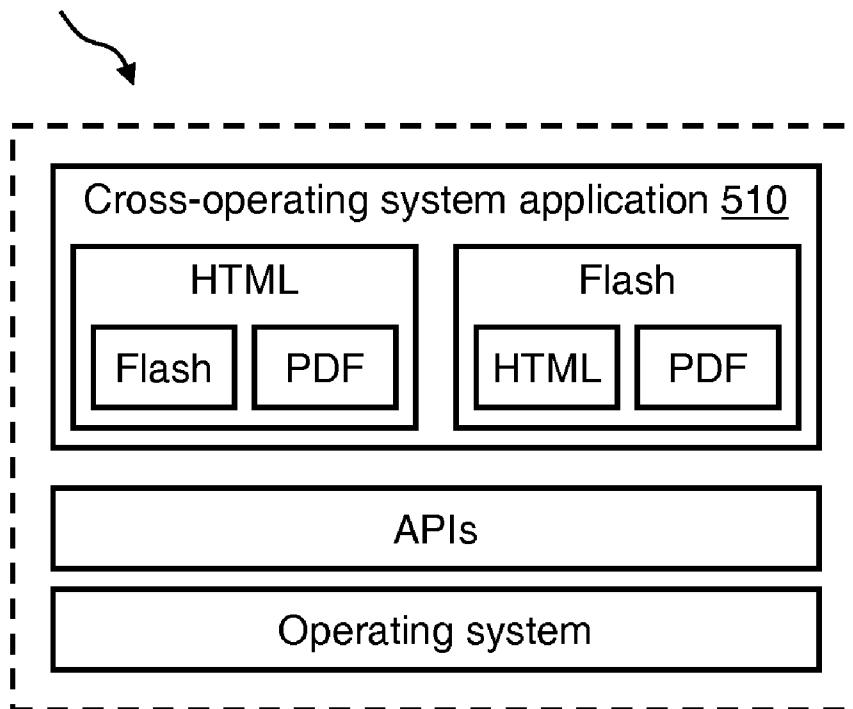 Cross-operating system application 510
HTML
Flash
Flash
PDF
HTML
PDF
APIs
Operating system